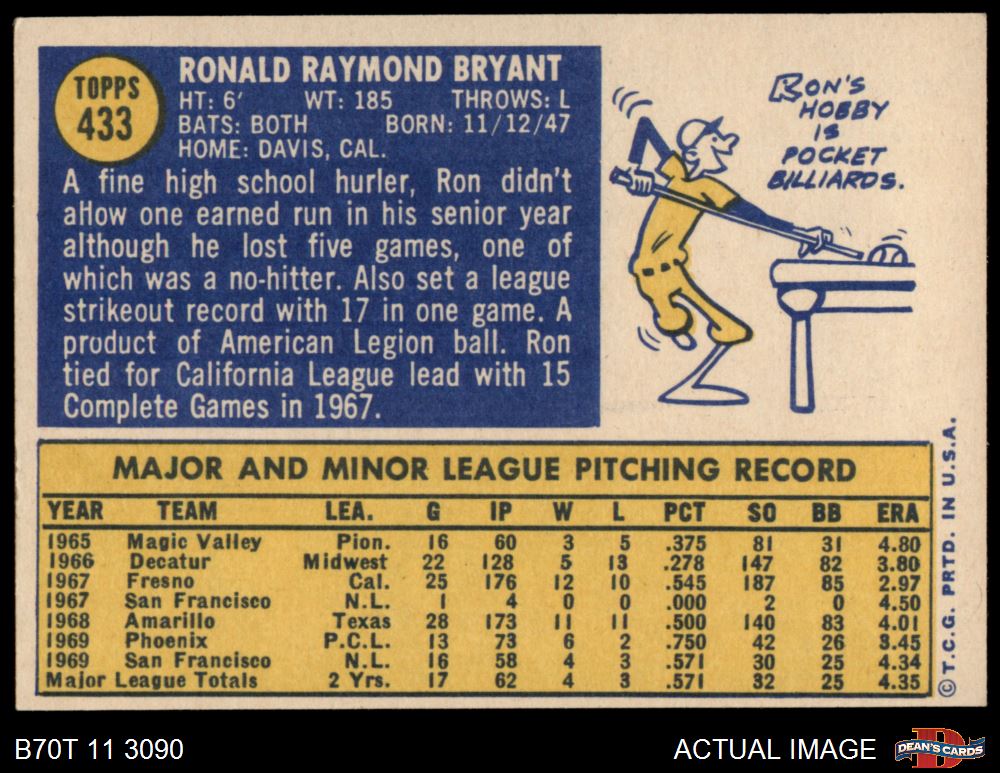 TOPPS
433
RONALD RAYMOND BRYANT
HT: 6' WT: 185 THROWS: L
BATS: BOTH BORN: 11/12/47
HOME: DAVIS, CAL.
A fine high school hurler, Ron didn't
allow one earned run in his senior year
although he lost five games, one of
which was a no-hitter. Also set a league
strikeout record with 17 in one game. A
product of American Legion ball. Ron
tied for California League lead with 15
Complete Games in 1967.
RON'S
HOBBY
IS
POCKET
BILLIARDS.
MAJOR AND MINOR LEAGUE PITCHING RECORD
YEAR TEAM LEA. G IP W L PCT SO BB ERA
1965 Magic Valley Pion. 16 60 3 5 .375 81 31 4.80
1966 Decatur Midwest 22 128 5 13 .278 147 82 3.80
1967 Fresno Cal. 25 176 12 10 .545 187 85 2.97
1967 San Francisco N.L. 1 4 0 0 .000 2 0 4.50
1968 Amarillo Texas 28 173 11 11 .500 140 83 4.01
1969 Phoenix P.C.L. 13 73 6 2 .750 42 26 3.45
1969 San Francisco N.L. 16 58 4 3 .571 30 25 4.34
Major League Totals 2 Yrs. 17 62 4 3 .571 32 25 4.35
© T.C.G. PRTD. IN U.S.A.
B70T 11 3090
ACTUAL IMAGE
D
DEAN'S CARDS